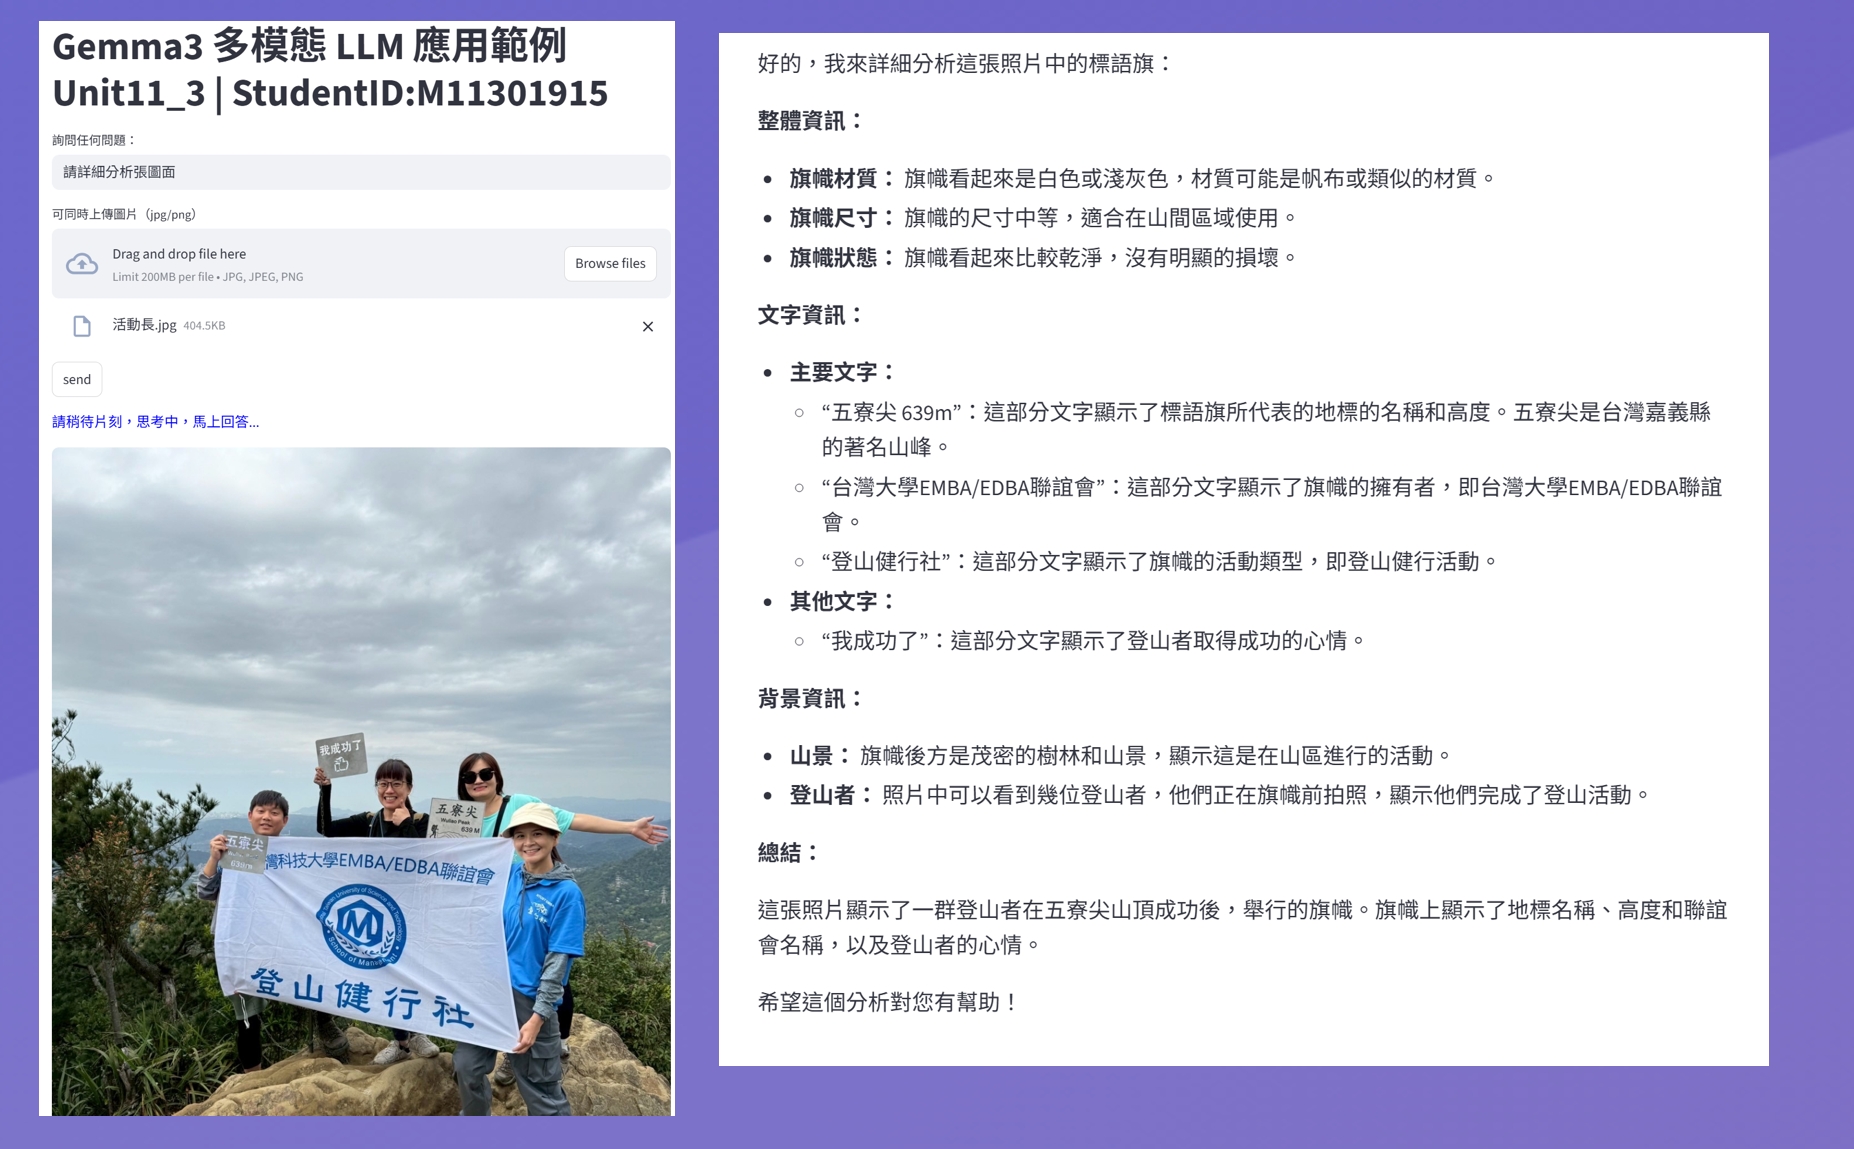 Gemma3 多模態 LLM 應用範例
Unit11_3 | StudentID:M11301915
詢問任何問題：
請詳細分析張圖面
可同時上傳圖片（jpg/png）
Drag and drop file here
Limit 200MB per file • JPG, JPEG, PNG
Browse files
活動長.jpg 404.5KB
send
請稍待片刻，思考中，馬上回答...
我成功了
五寮尖
Wuliao Peak
639 M
五寮尖
灣科技大學EMBA/EDBA聯誼會
University of Science and Technology
School of Management
登山健行社
好的，我來詳細分析這張照片中的標語旗：
整體資訊：
• 旗幟材質： 旗幟看起來是白色或淺灰色，材質可能是帆布或類似的材質。
• 旗幟尺寸： 旗幟的尺寸中等，適合在山間區域使用。
• 旗幟狀態： 旗幟看起來比較乾淨，沒有明顯的損壞。
文字資訊：
• 主要文字：
○ “五寮尖 639m”：這部分文字顯示了標語旗所代表的地標的名稱和高度。五寮尖是台灣嘉義縣
的著名山峰。
○ “台灣大學EMBA/EDBA聯誼會”：這部分文字顯示了旗幟的擁有者，即台灣大學EMBA/EDBA聯誼
會。
○ “登山健行社”：這部分文字顯示了旗幟的活動類型，即登山健行活動。
• 其他文字：
○ “我成功了”：這部分文字顯示了登山者取得成功的心情。
背景資訊：
• 山景： 旗幟後方是茂密的樹林和山景，顯示這是在山區進行的活動。
• 登山者： 照片中可以看到幾位登山者，他們正在旗幟前拍照，顯示他們完成了登山活動。
總結：
這張照片顯示了一群登山者在五寮尖山頂成功後，舉行的旗幟。旗幟上顯示了地標名稱、高度和聯誼
會名稱，以及登山者的心情。
希望這個分析對您有幫助！